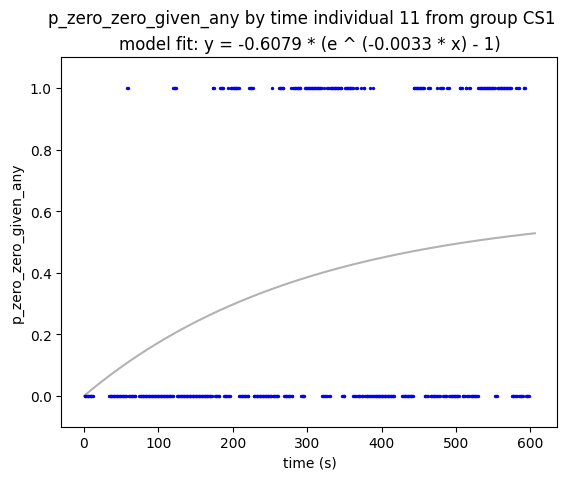 p_zero_zero_given_any by time individual 11 from group CS1
model fit: y = -0.6079 * (e ^ (-0.0033 * x) - 1)
p_zero_zero_given_any
1.0
0.8
0.6
0.4
0.2
0.0
0 100 200 300 400 500 600
time (s)